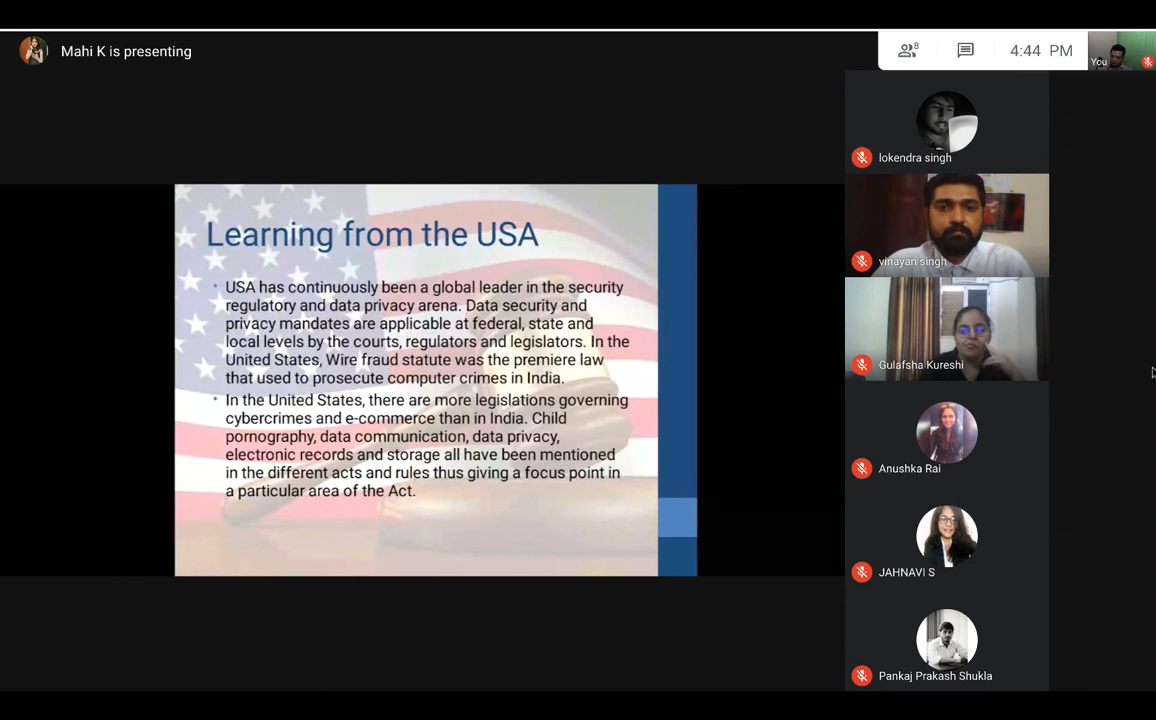 Mahi K is presenting
8
4:44 PM
You
Learning from the USA
• USA has continuously been a global leader in the security
regulatory and data privacy arena. Data security and
privacy mandates are applicable at federal, state and
local levels by the courts, regulators and legislators. In the
United States, Wire fraud statute was the premiere law
that used to prosecute computer crimes in India.
• In the United States, there are more legislations governing
cybercrimes and e-commerce than in India. Child
pornography, data communication, data privacy,
electronic records and storage all have been mentioned
in the different acts and rules thus giving a focus point in
a particular area of the Act.
lokendra singh
vinayan singh
Gulafsha Kureshi
Anushka Rai
JAHNAVI S
Pankaj Prakash Shukla